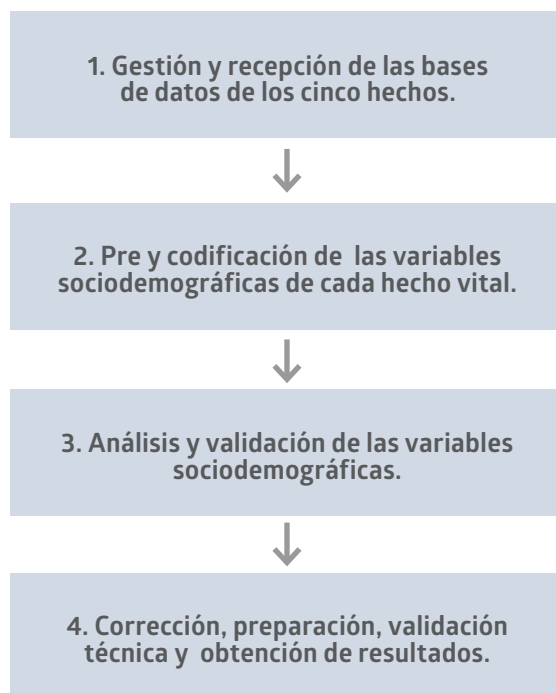 1. Gestión y recepción de las bases
de datos de los cinco hechos.
2. Pre y codificación de las variables
sociodemográficas de cada hecho vital.
3. Análisis y validación de las variables
sociodemográficas.
4. Corrección, preparación, validación
técnica y obtención de resultados.